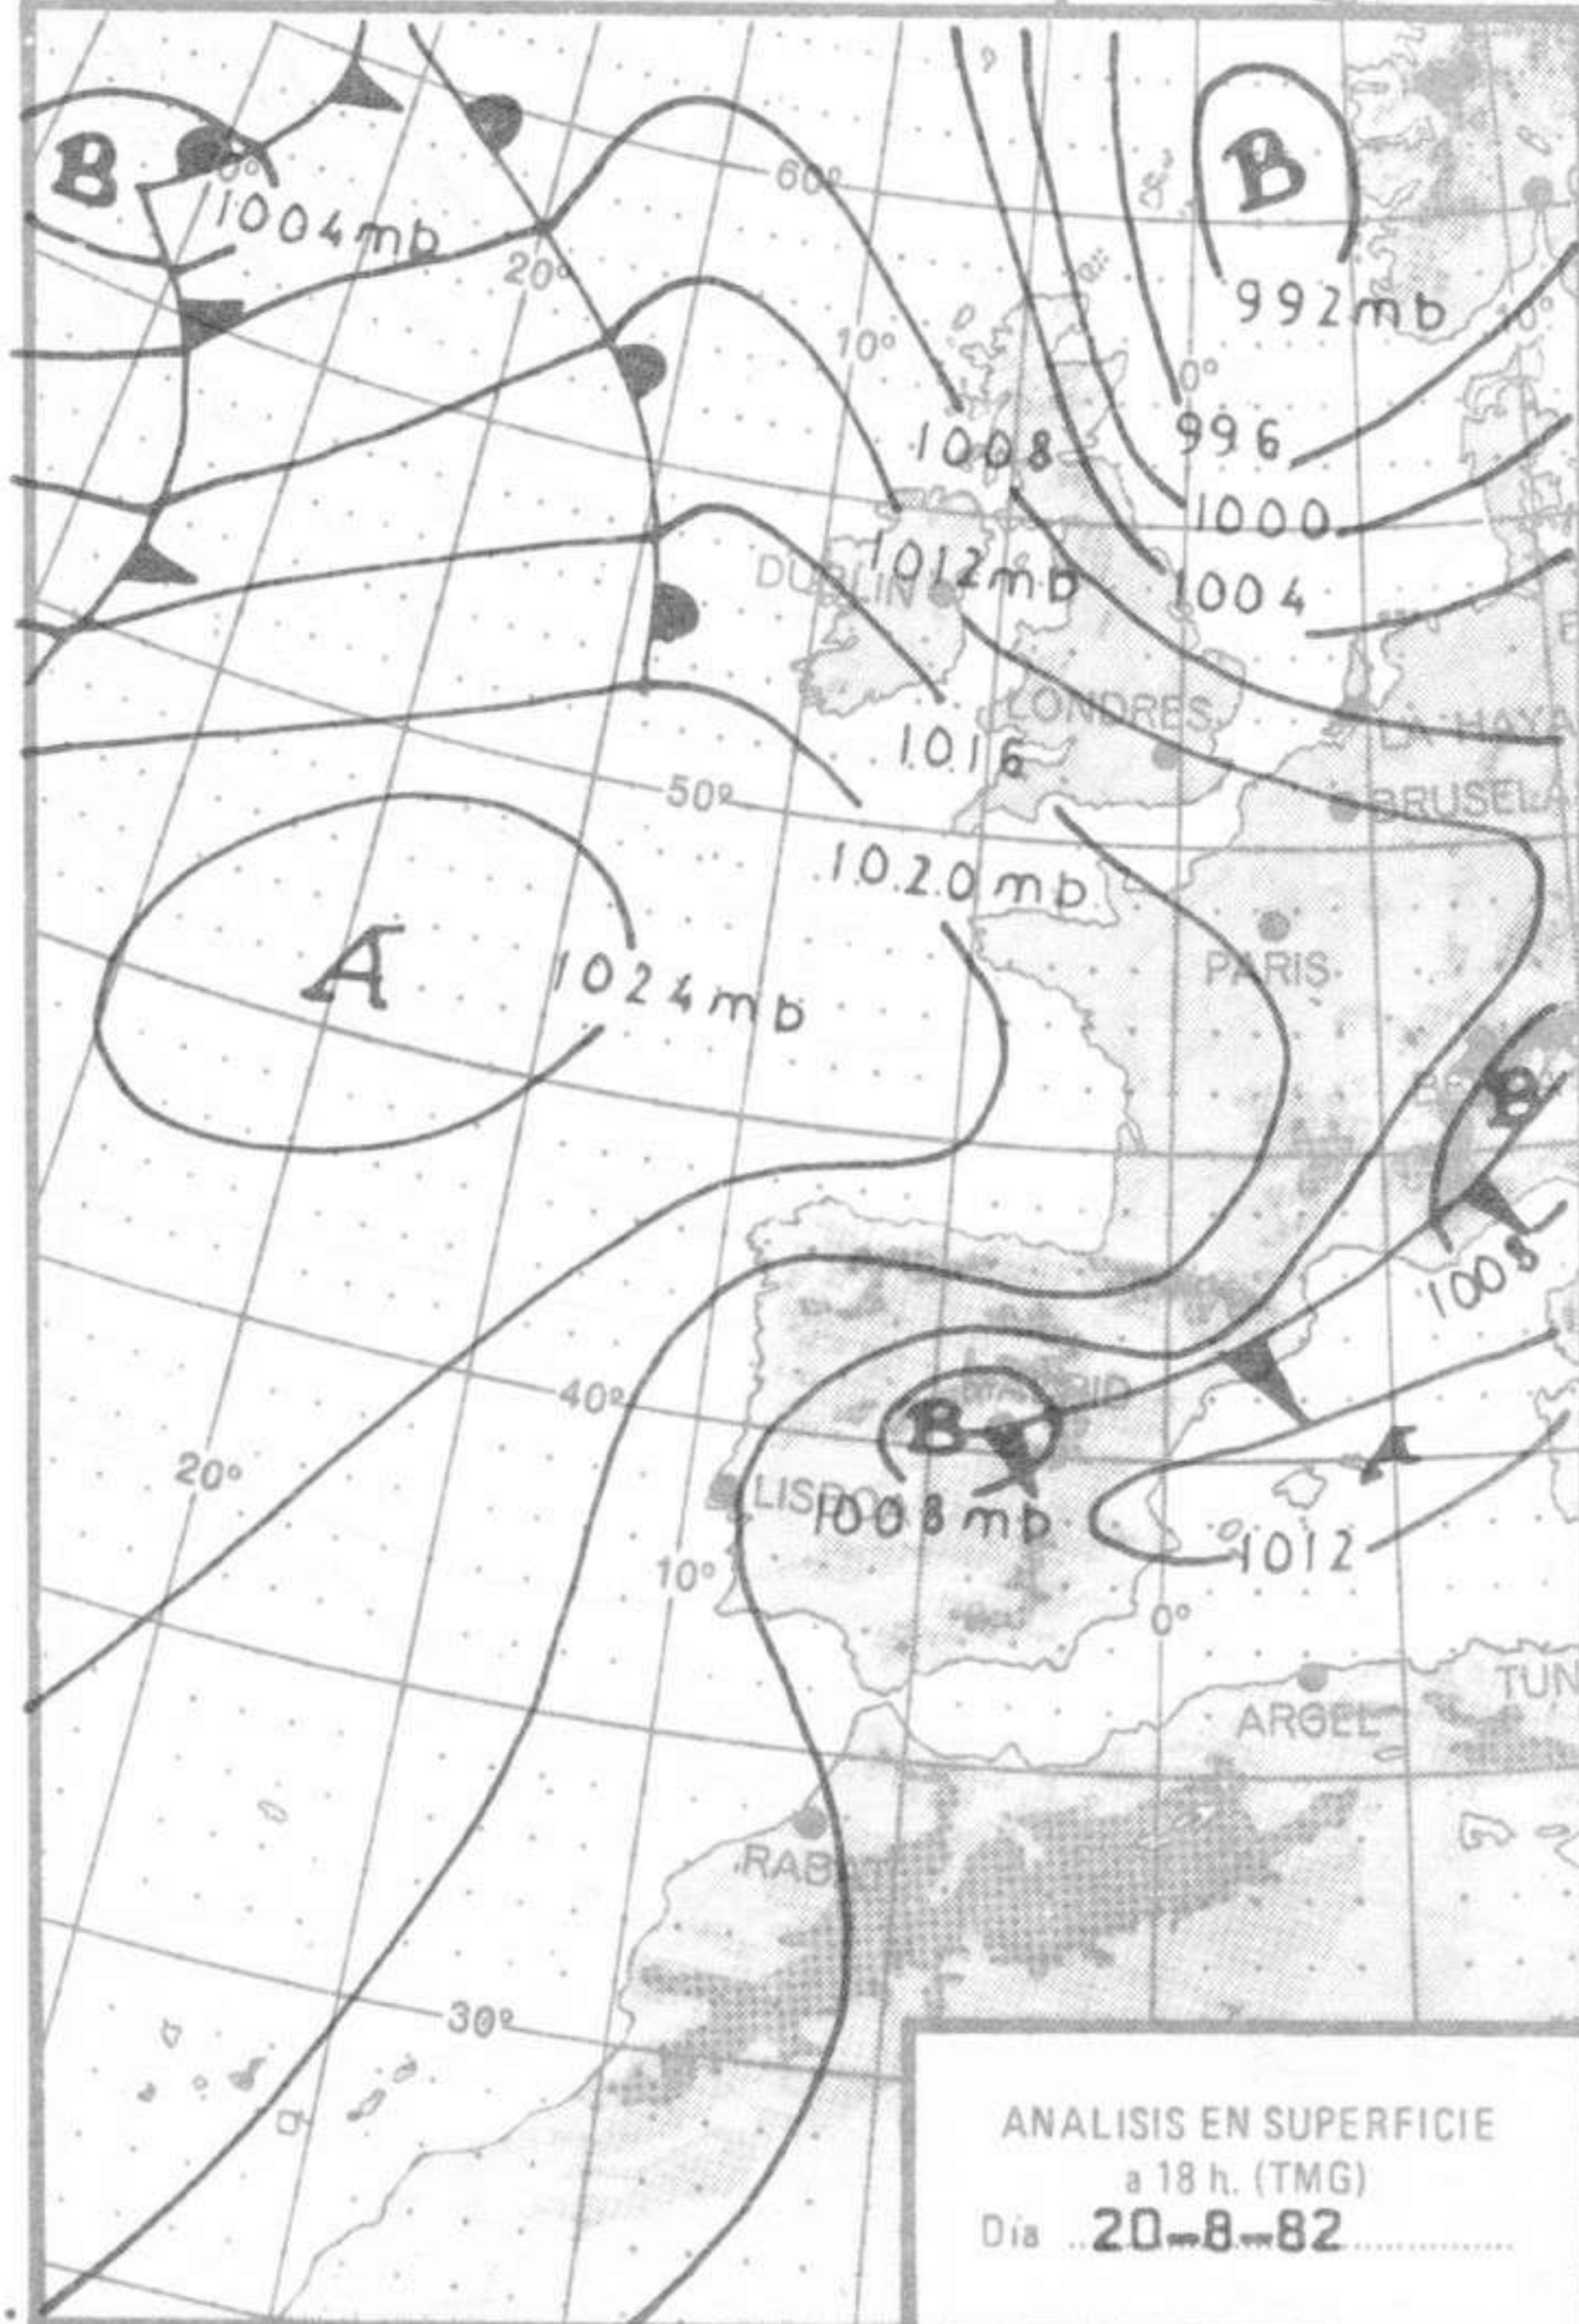 B
B
1004mb
60°
20°
992mb
10°
10°
0°
1008
996
1000
1012mb
DUBLIN
1004
LONDRES
LA HAYA
1016
50°
BRUSELA
1020mb
A
PARIS
1024mb
B
1008
40°
MADRID
B
A
20°
LISBOA
1008mb
1012
10°
0°
TUN
ARGEL
RABAT
30°
ANALISIS EN SUPERFICIE
a 18 h. (TMG)
Día 20-8-82